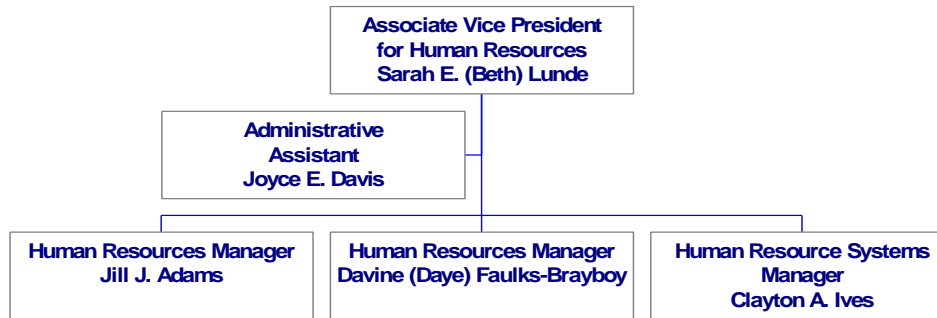 Associate Vice President
for Human Resources
Sarah E. (Beth) Lunde
Administrative
Assistant
Joyce E. Davis
Human Resources Manager
Jill J. Adams
Human Resources Manager
Davine (Daye) Faulks-Brayboy
Human Resource Systems
Manager
Clayton A. Ives